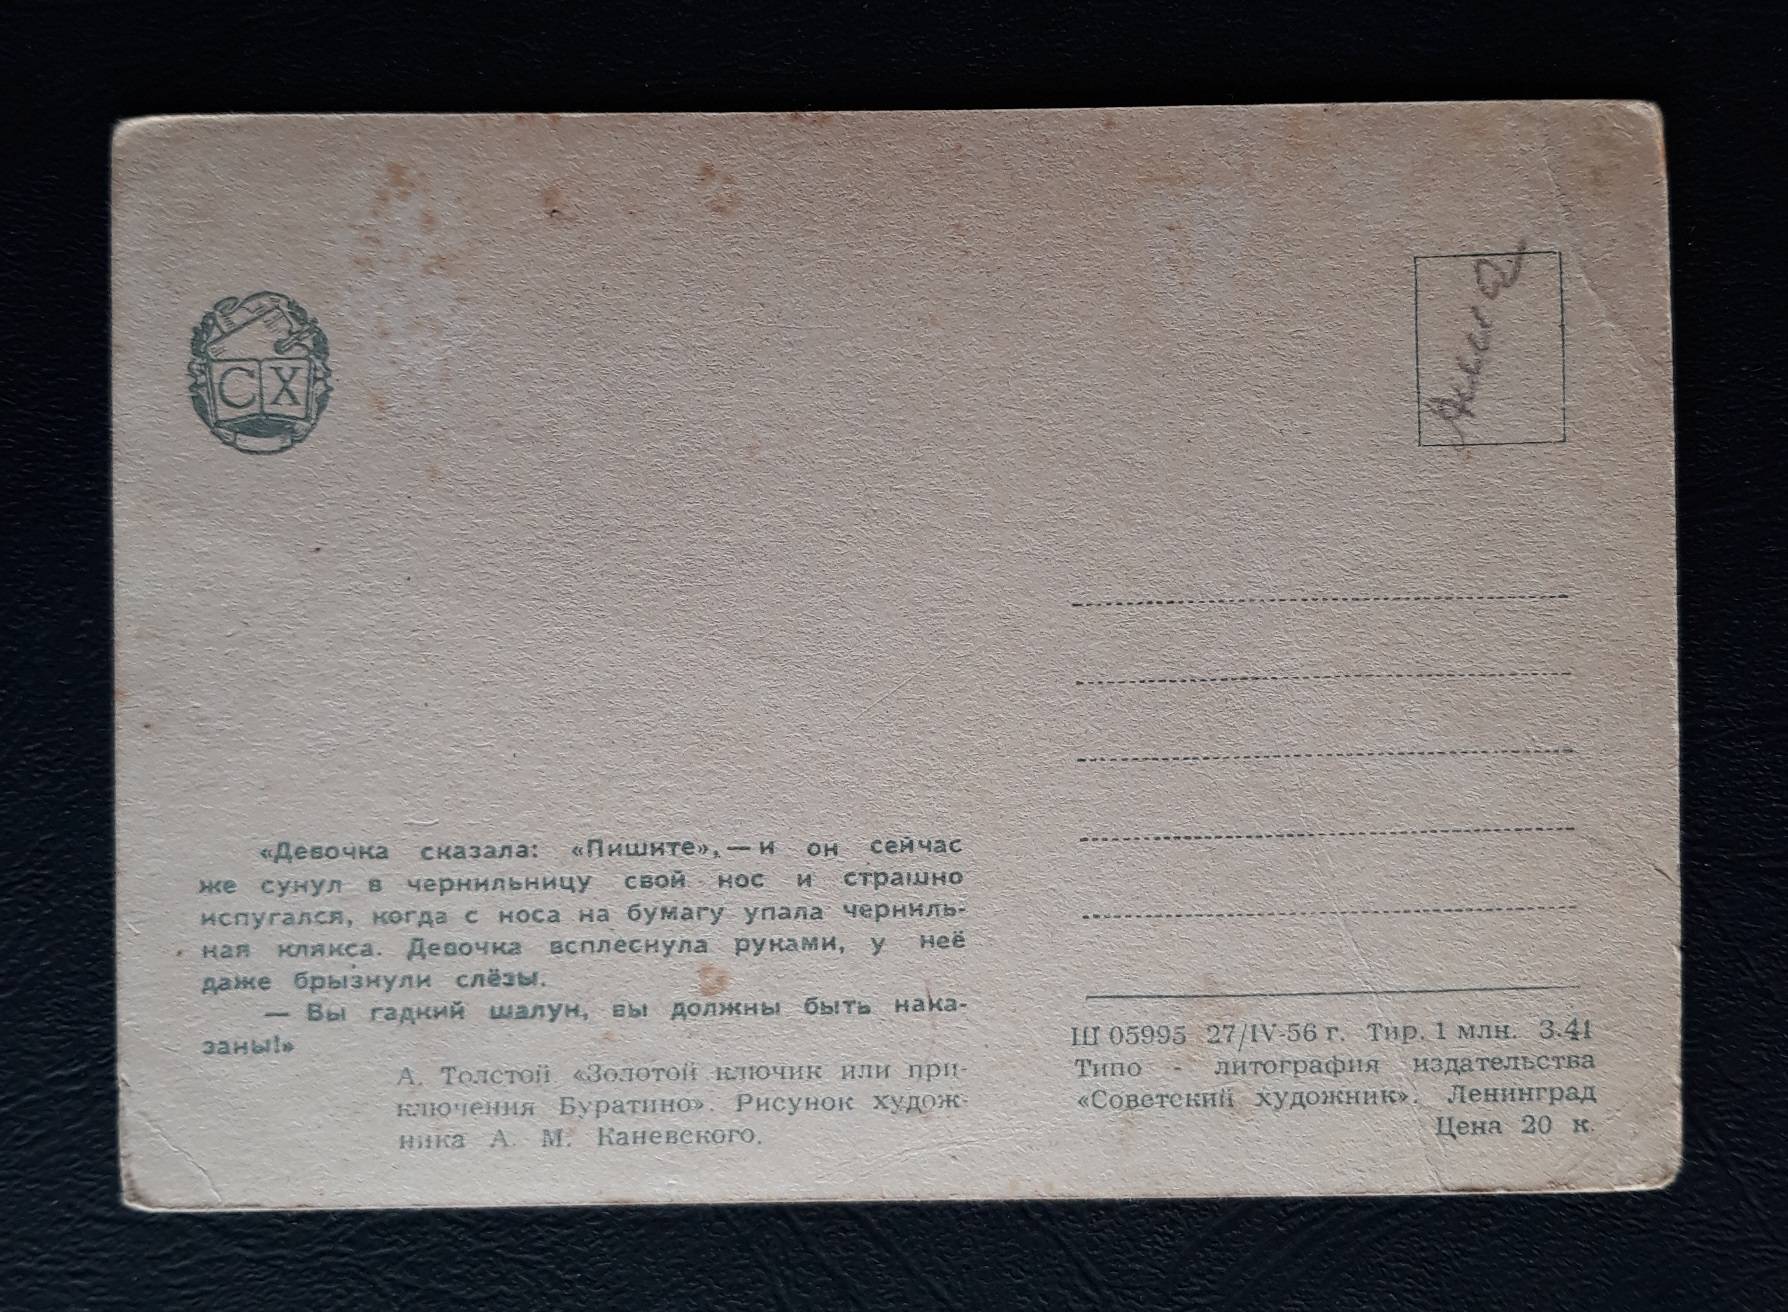 СХ
«Девочка сказала: «Пишите», — и он сейчас
же сунул в чернильницу свой нос и страшно
испугался, когда с носа на бумагу упала черниль-
ная клякса. Девочка всплеснула руками, у неё
даже брызнули слёзы.
— Вы гадкий шалун, вы должны быть нака-
заны!»
А. Толстой «Золотой ключик или при-
ключения Буратино». Рисунок худож-
ника А. М. Каневского.
Ш 05995 27/IV-56 г. Тир. 1 млн. З.41
Типо - литография издательства
«Советский художник». Ленинград
Цена 20 к.